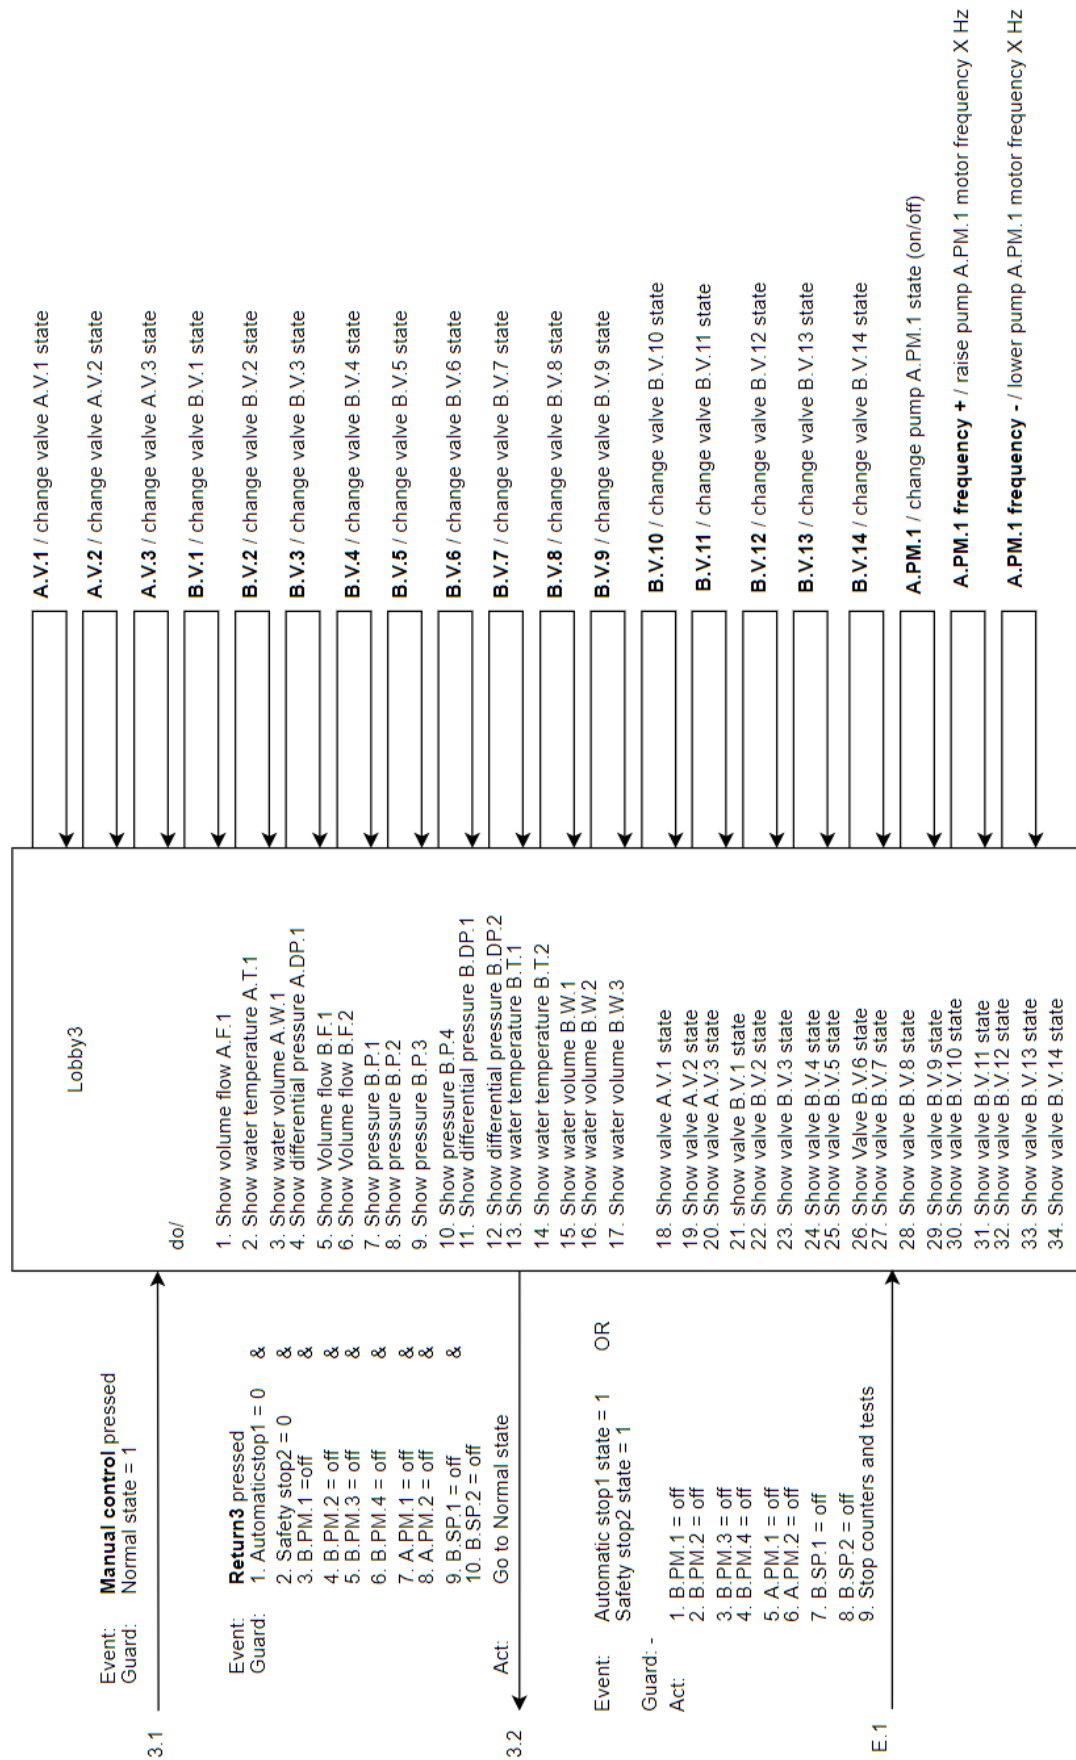 3.1
Event: Manual control pressed
Guard: Normal state = 1
Event: Return3 pressed
Guard: 1. Automaticstop1 = 0 &
2. Safety stop2 = 0 &
3. B.PM.1 =off &
4. B.PM.2 = off &
5. B.PM.3 = off &
6. B.PM.4 = off &
7. A.PM.1 = off &
8. A.PM.2 = off &
9. B.SP.1 = off &
10. B.SP.2 = off
Act: Go to Normal state
3.2
Event: Automatic stop1 state = 1 OR
Safety stop2 state = 1
Guard: -
Act:
1. B.PM.1 = off
2. B.PM.2 = off
3. B.PM.3 = off
4. B.PM.4 = off
5. A.PM.1 = off
6. A.PM.2 = off
7. B.SP.1 = off
8. B.SP.2 = off
9. Stop counters and tests
E.1
Lobby3
do/
1. Show volume flow A.F.1
2. Show water temperature A.T.1
3. Show water volume A.W.1
4. Show differential pressure A.DP.1
5. Show Volume flow B.F.1
6. Show Volume flow B.F.2
7. Show pressure B.P.1
8. Show pressure B.P.2
9. Show pressure B.P.3
10. Show pressure B.P.4
11. Show differential pressure B.DP.1
12. Show differential pressure B.DP.2
13. Show water temperature B.T.1
14. Show water temperature B.T.2
15. Show water volume B.W.1
16. Show water volume B.W.2
17. Show water volume B.W.3
18. Show valve A.V.1 state
19. Show valve A.V.2 state
20. Show valve A.V.3 state
21. show valve B.V.1 state
22. Show valve B.V.2 state
23. Show valve B.V.3 state
24. Show valve B.V.4 state
25. Show valve B.V.5 state
26. Show Valve B.V.6 state
27. Show valve B.V.7 state
28. Show valve B.V.8 state
29. Show valve B.V.9 state
30. Show valve B.V.10 state
31. Show valve B.V.11 state
32. Show valve B.V.12 state
33. Show valve B.V.13 state
34. Show valve B.V.14 state
A.V.1 / change valve A.V.1 state
A.V.2 / change valve A.V.2 state
A.V.3 / change valve A.V.3 state
B.V.1 / change valve B.V.1 state
B.V.2 / change valve B.V.2 state
B.V.3 / change valve B.V.3 state
B.V.4 / change valve B.V.4 state
B.V.5 / change valve B.V.5 state
B.V.6 / change valve B.V.6 state
B.V.7 / change valve B.V.7 state
B.V.8 / change valve B.V.8 state
B.V.9 / change valve B.V.9 state
B.V.10 / change valve B.V.10 state
B.V.11 / change valve B.V.11 state
B.V.12 / change valve B.V.12 state
B.V.13 / change valve B.V.13 state
B.V.14 / change valve B.V.14 state
A.PM.1 / change pump A.PM.1 state (on/off)
A.PM.1 frequency + / raise pump A.PM.1 motor frequency X Hz
A.PM.1 frequency - / lower pump A.PM.1 motor frequency X Hz